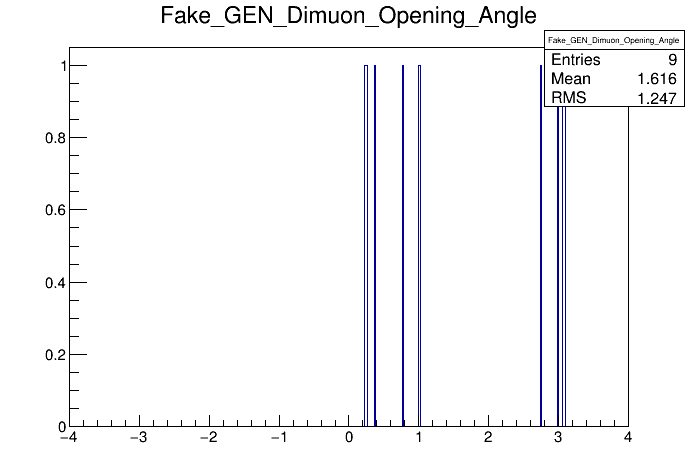 Fake_GEN_Dimuon_Opening_Angle
Fake_GEN_Dimuon_Opening_Angle
Entries 9
Mean 1.616
RMS 1.247
1
0.8
0.6
0.4
0.2
0
−4 −3 −2 −1 0 1 2 3 4